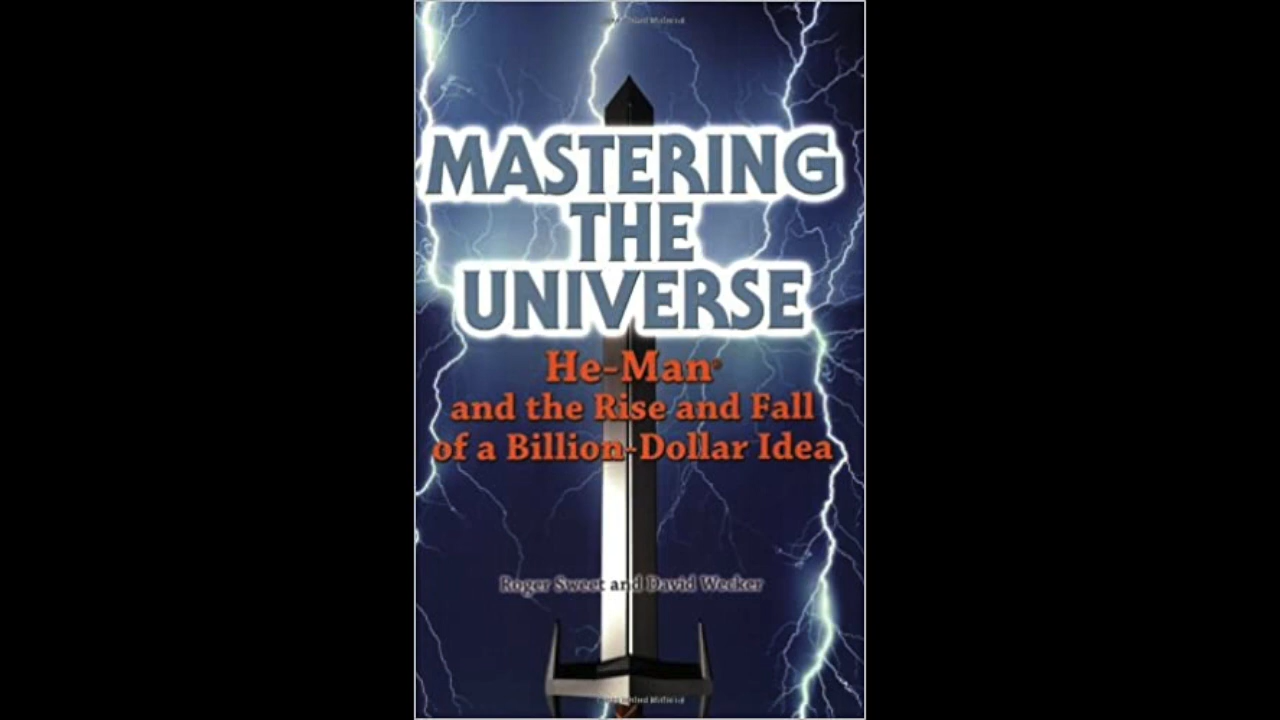 MASTERING
THE
UNIVERSE
He-Man®
and the Rise and Fall
of a Billion-Dollar Idea
Roger Sweet and David Wecker